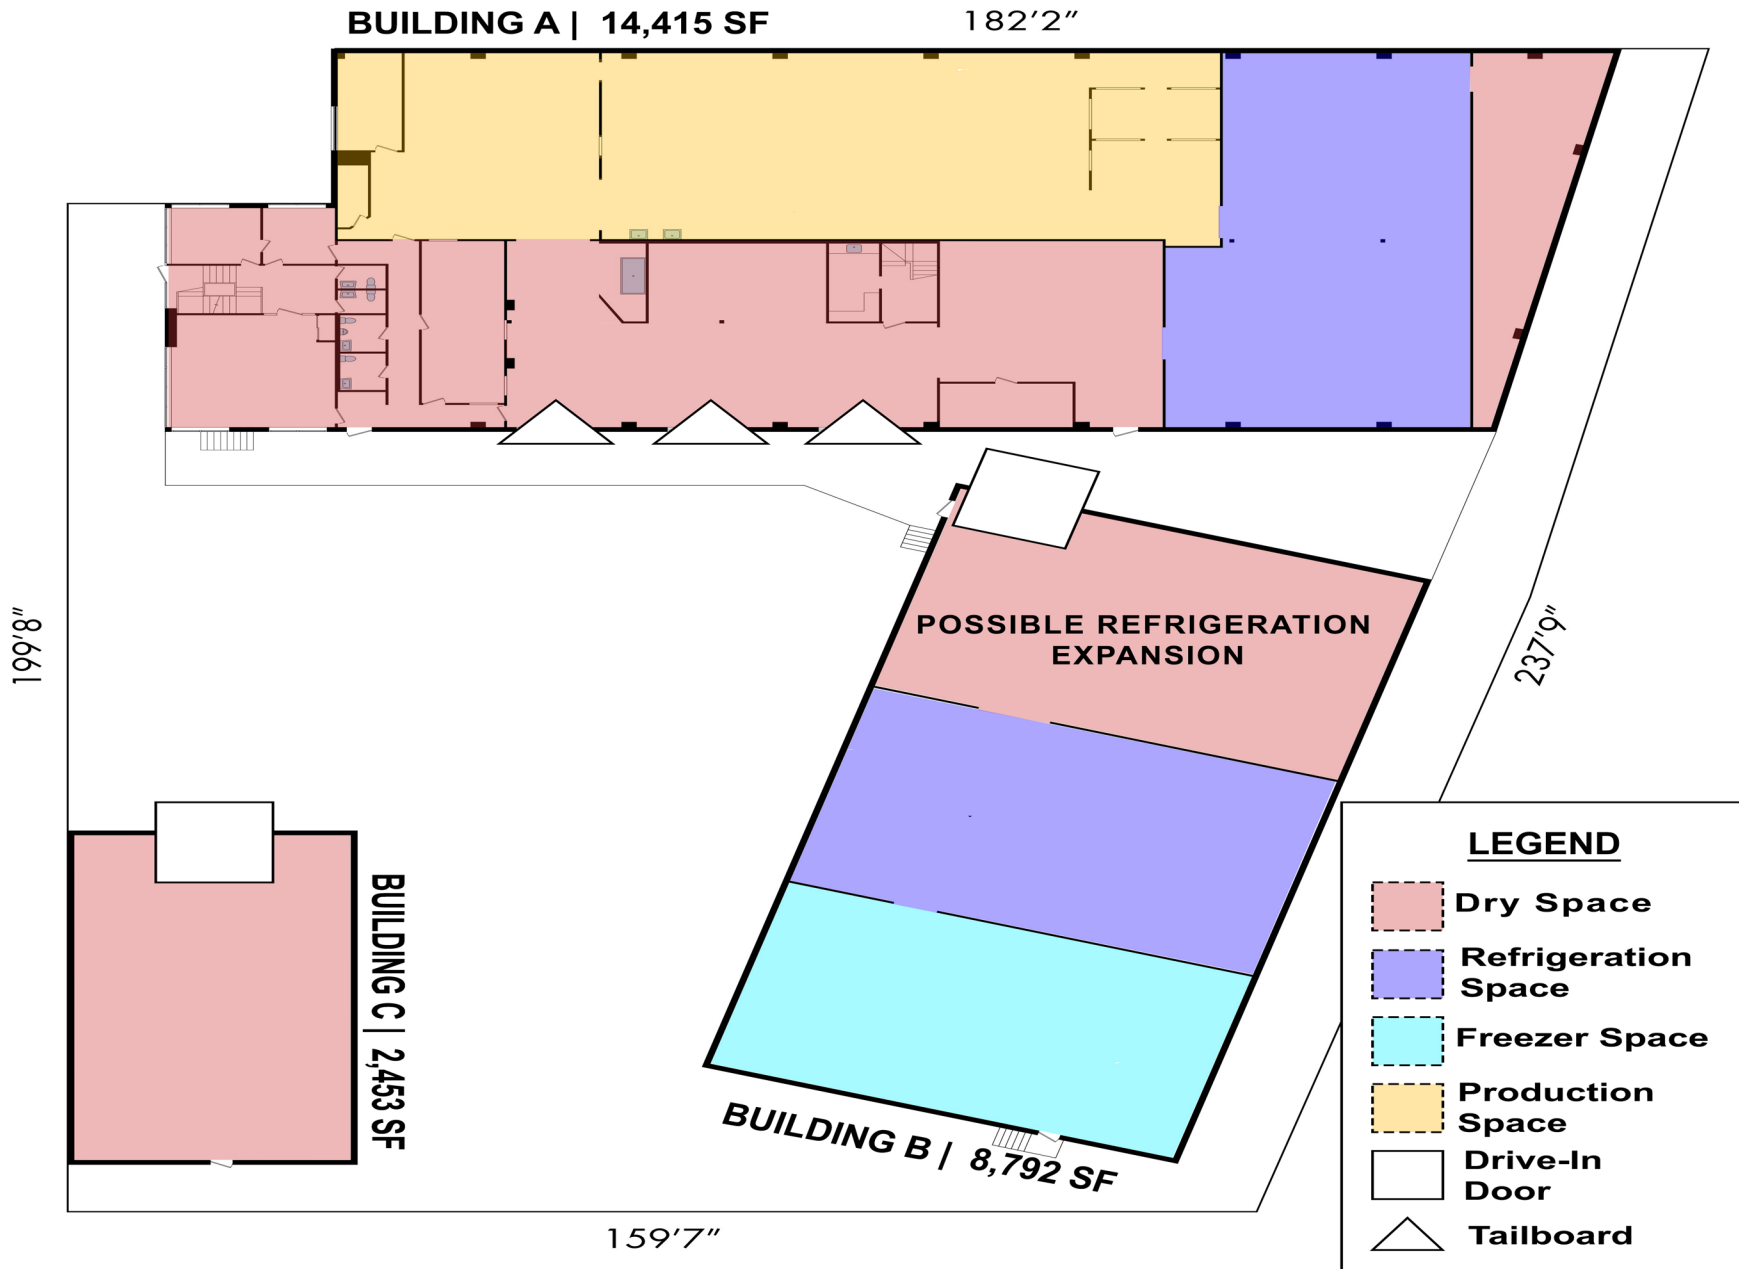 BUILDING A | 14,415 SF
182'2"
199'8"
POSSIBLE REFRIGERATION
EXPANSION
237'9"
BUILDING C | 2,453 SF
BUILDING B | 8,792 SF
159'7"
LEGEND
Dry Space
Refrigeration
Space
Freezer Space
Production
Space
Drive-In
Door
Tailboard